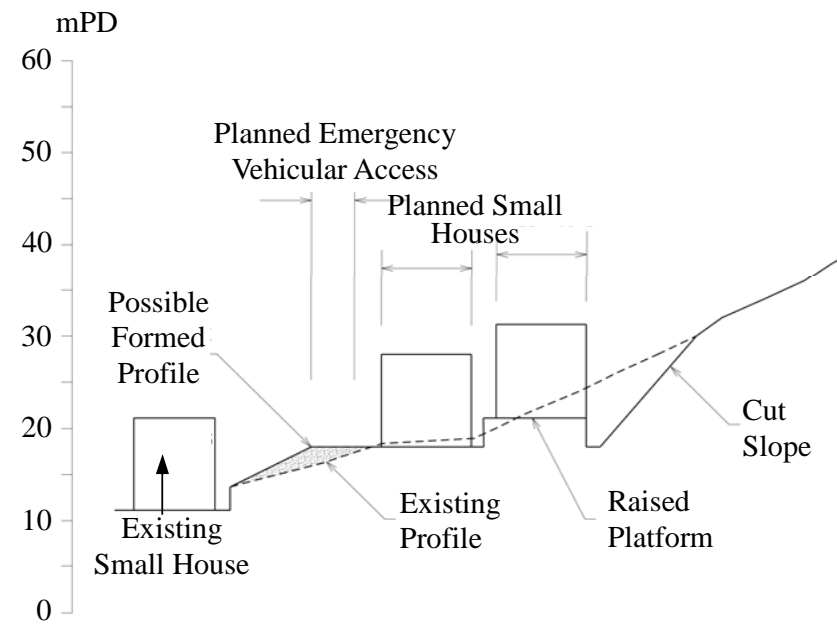 mPD
60
50
40
30
20
10
0
Planned Emergency
Vehicular Access
Planned Small
Houses
Possible
Formed
Profile
Cut
Slope
Existing
Profile
Raised
Platform
Existing
Small House